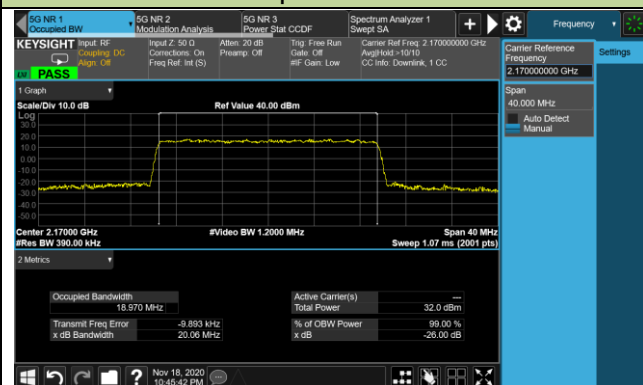 5G NR 1
Occupied BW
5G NR 2
Modulation Analysis
5G NR 3
Power Stat CCDF
Spectrum Analyzer 1
Swept SA
Frequency
KEYSIGHT
Input: RF
Coupling: DC
Align: Off
Input Z: 50 Ω
Corrections: On
Freq Ref: Int (S)
Atten: 20 dB
Preamp: Off
Trig: Free Run
Gate: Off
#IF Gain: Low
Carrier Ref Freq: 2.170000000 GHz
Avg|Hold:>10/10
CC Info: Downlink, 1 CC
PASS
Carrier Reference
Frequency
2.170000000 GHz
Settings
Span
40.000 MHz
Auto Detect
Manual
1 Graph
Scale/Div 10.0 dB
Ref Value 40.00 dBm
Log
30.0
20.0
10.0
0.00
-10.0
-20.0
-30.0
-40.0
-50.0
Center 2.17000 GHz
#Video BW 1.2000 MHz
Span 40 MHz
#Res BW 390.00 kHz
Sweep 1.07 ms (2001 pts)
2 Metrics
Occupied Bandwidth
18.970 MHz
Transmit Freq Error -9.893 kHz
x dB Bandwidth 20.06 MHz
Active Carrier(s) ---
Total Power 32.0 dBm
% of OBW Power 99.00 %
x dB -26.00 dB
Nov 18, 2020
10:45:42 PM